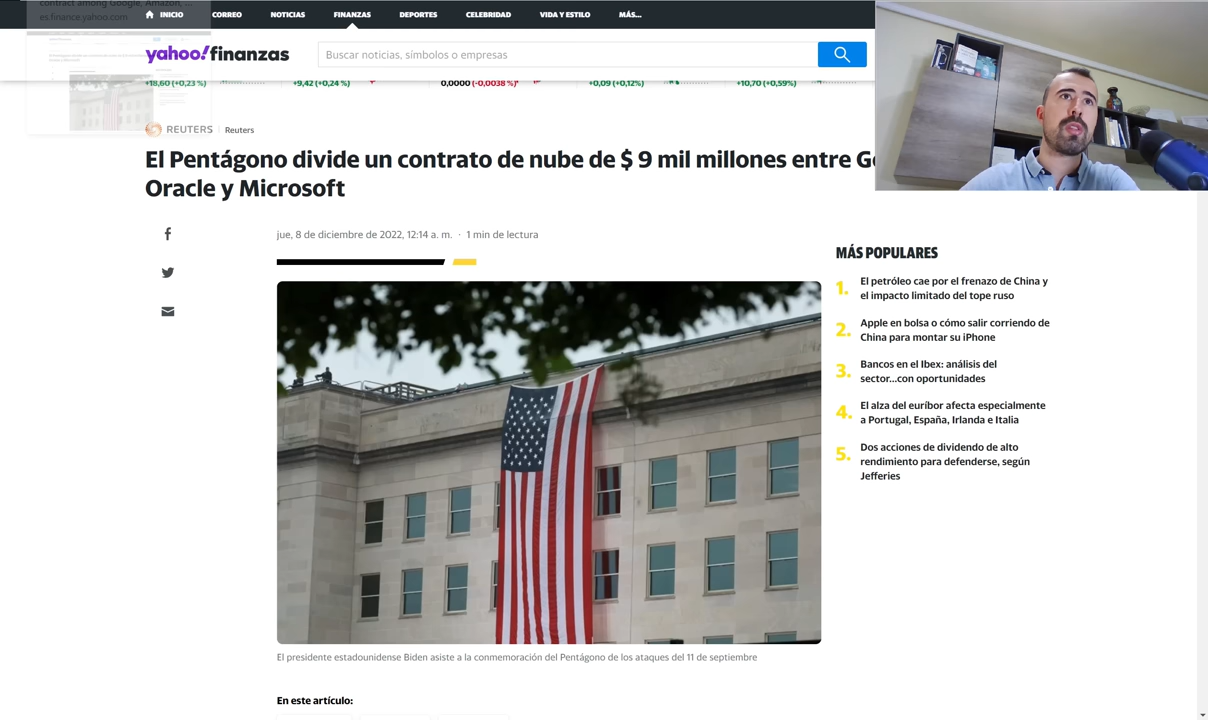 contract among Google, Amazon, ...
es.finance.yahoo.com
INICIO CORREO NOTICIAS FINANZAS DEPORTES CELEBRIDAD VIDA Y ESTILO MÁS...
yahoo!finanzas
Buscar noticias, símbolos o empresas
+18,60 (+0,23 %) +9,42 (+0,24 %) 0,0000 (-0,0038 %) +0,09 (+0,12%) +10,70 (+0,59%)
REUTERS Reuters
El Pentágono divide un contrato de nube de $ 9 mil millones entre
Oracle y Microsoft
jue, 8 de diciembre de 2022, 12:14 a. m. · 1 min de lectura
MÁS POPULARES
1. El petróleo cae por el frenazo de China y
el impacto limitado del tope ruso
2. Apple en bolsa o cómo salir corriendo de
China para montar su iPhone
3. Bancos en el Ibex: análisis del
sector...con oportunidades
4. El alza del euríbor afecta especialmente
a Portugal, España, Irlanda e Italia
5. Dos acciones de dividendo de alto
rendimiento para defenderse, según
Jefferies
El presidente estadounidense Biden asiste a la conmemoración del Pentágono de los ataques del 11 de septiembre
En este artículo: